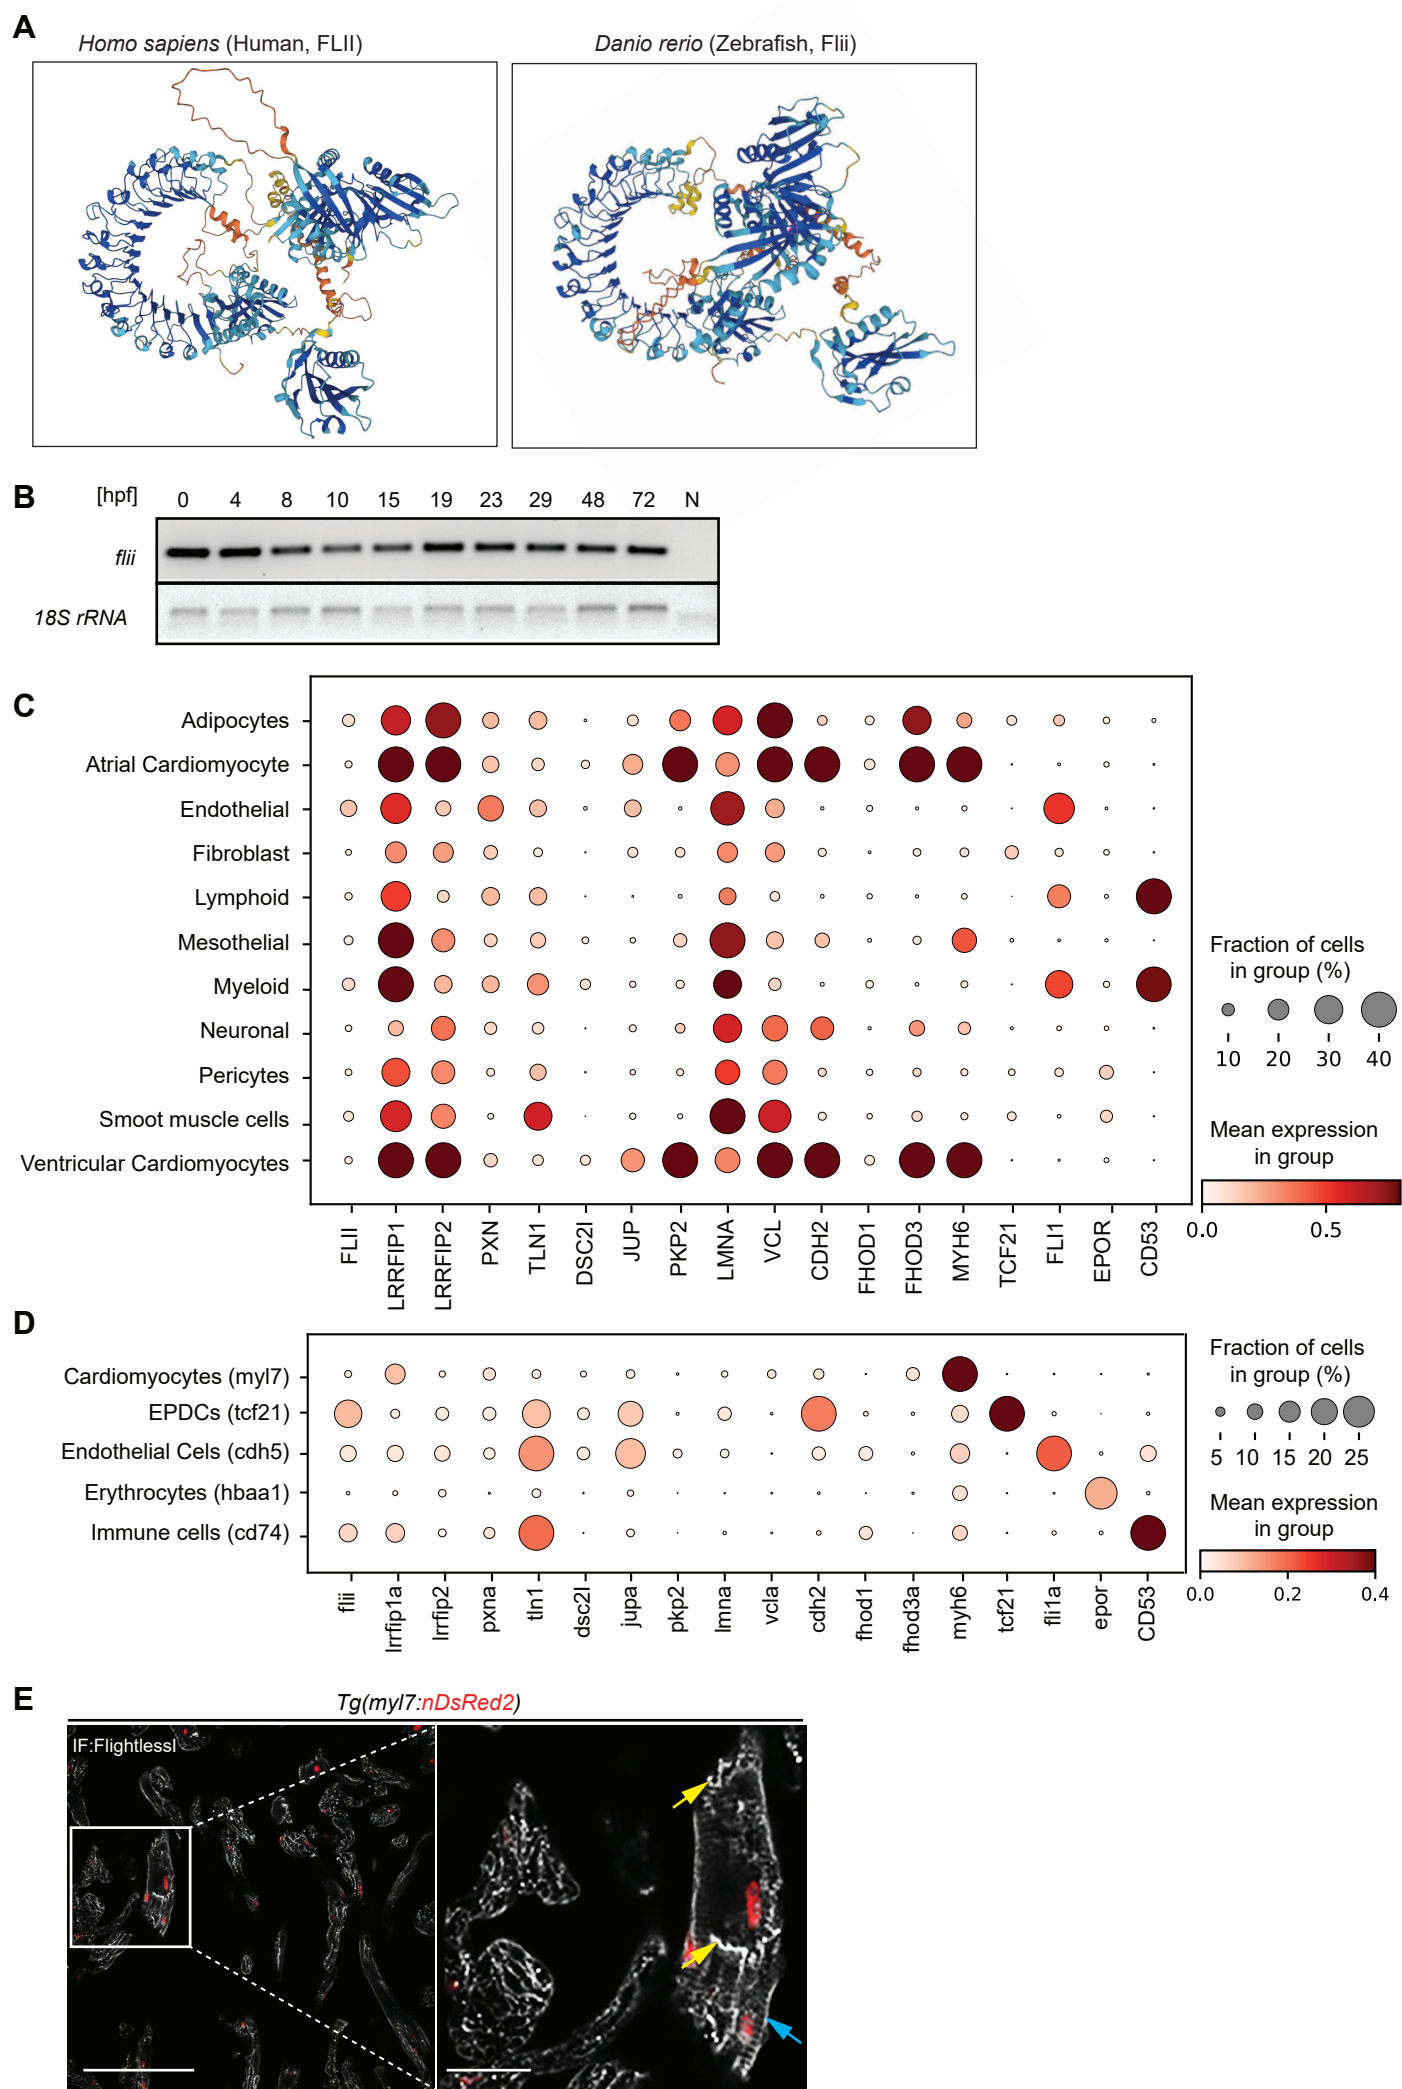 A
Homo sapiens (Human, FLII)
Danio rerio (Zebrafish, Flii)
B
[hpf] 0 4 8 10 15 19 23 29 48 72 N
flii
18S rRNA
C
Adipocytes
Atrial Cardiomyocyte
Endothelial
Fibroblast
Lymphoid
Mesothelial
Myeloid
Neuronal
Pericytes
Smoot muscle cells
Ventricular Cardiomyocytes
FLII
LRRFIP1
LRRFIP2
PXN
TLN1
DSC2l
JUP
PKP2
LMNA
VCL
CDH2
FHOD1
FHOD3
MYH6
TCF21
FLI1
EPOR
CD53
Fraction of cells
in group (%)
10 20 30 40
Mean expression
in group
0.0 0.5
D
Cardiomyocytes (myl7)
EPDCs (tcf21)
Endothelial Cels (cdh5)
Erythrocytes (hbaa1)
Immune cells (cd74)
flii
lrrfip1a
lrrfip2
pxna
tln1
dsc2l
jupa
pkp2
lmna
vcla
cdh2
fhod1
fhod3a
myh6
tcf21
fli1a
epor
CD53
Fraction of cells
in group (%)
5 10 15 20 25
Mean expression
in group
0.0 0.2 0.4
E
Tg(myl7:nDsRed2)
IF:FlightlessI